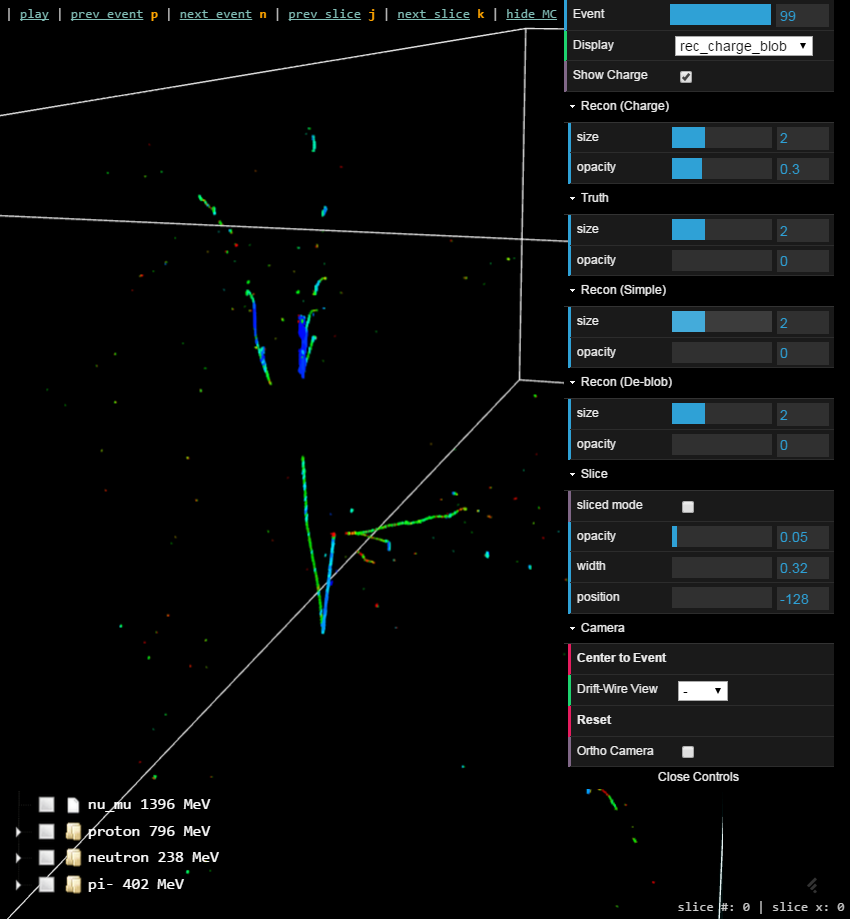 | play | prev event p | next event n | prev slice j | next slice k | hide MC
Event 99
Display rec_charge_blob
Show Charge
Recon (Charge)
size 2
opacity 0.3
Truth
size 2
opacity 0
Recon (Simple)
size 2
opacity 0
Recon (De-blob)
size 2
opacity 0
Slice
sliced mode
opacity 0.05
width 0.32
position -128
Camera
Center to Event
Drift-Wire View -
Reset
Ortho Camera
Close Controls
nu_mu 1396 MeV
proton 796 MeV
neutron 238 MeV
pi- 402 MeV
slice #: 0 | slice x: 0